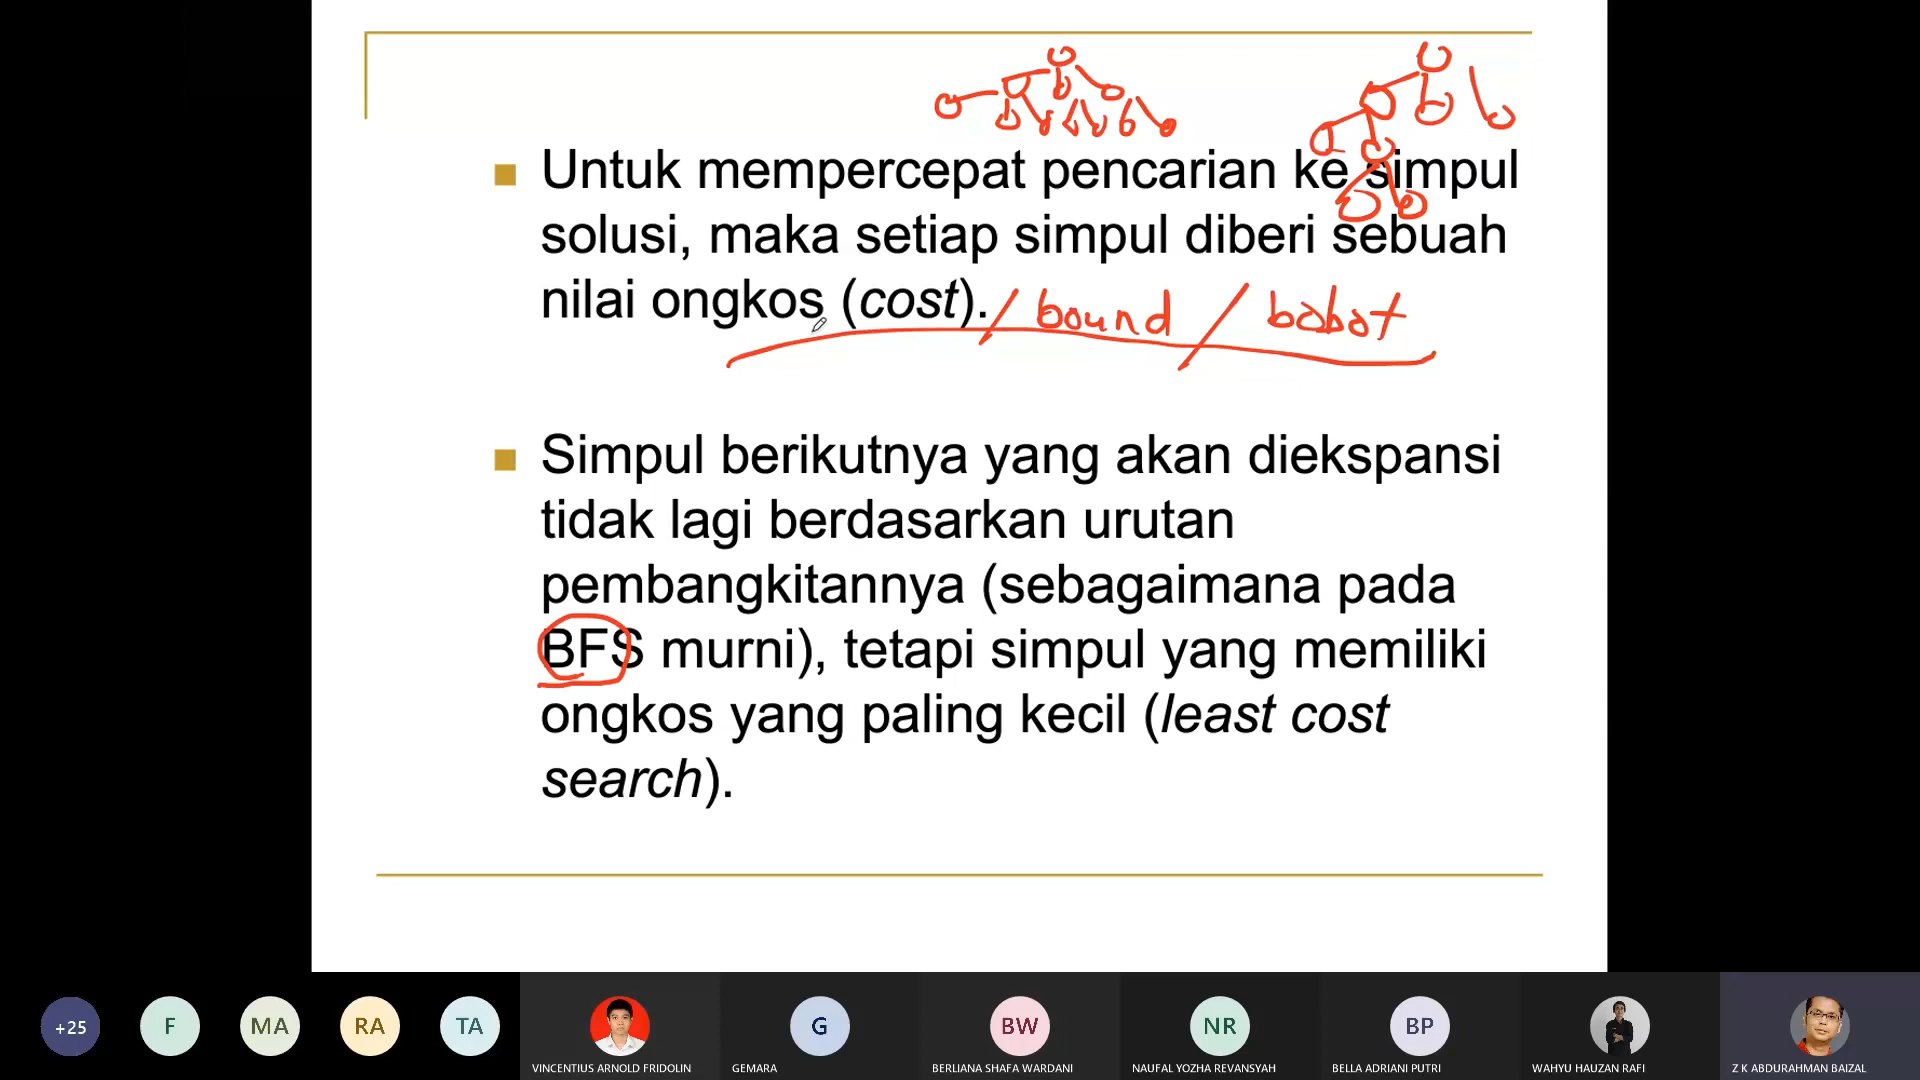 Untuk mempercepat pencarian ke simpul
solusi, maka setiap simpul diberi sebuah
nilai ongkos (cost). / bound / bobot
Simpul berikutnya yang akan diekspansi
tidak lagi berdasarkan urutan
pembangkitannya (sebagaimana pada
BFS murni), tetapi simpul yang memiliki
ongkos yang paling kecil (least cost
search).
+25 F MA RA TA G BW NR BP
VINCENTIUS ARNOLD FRIDOLIN GEMARA BERLIANA SHAFA WARDANI NAUFAL YOZHA REVANSYAH BELLA ADRIANI PUTRI WAHYU HAUZAN RAFI Z K ABDURAHMAN BAIZAL